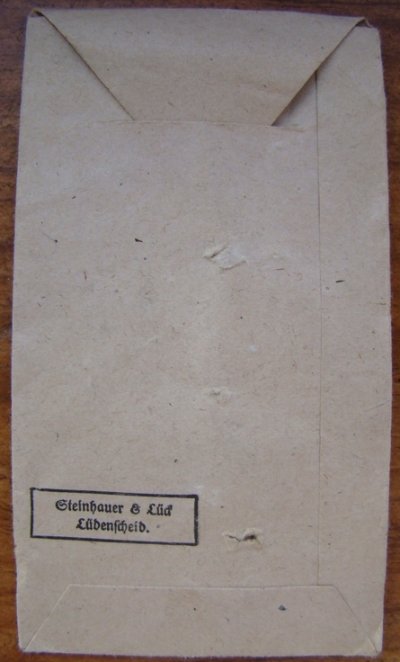 Steinhauer & Lück
Lüdenscheid.